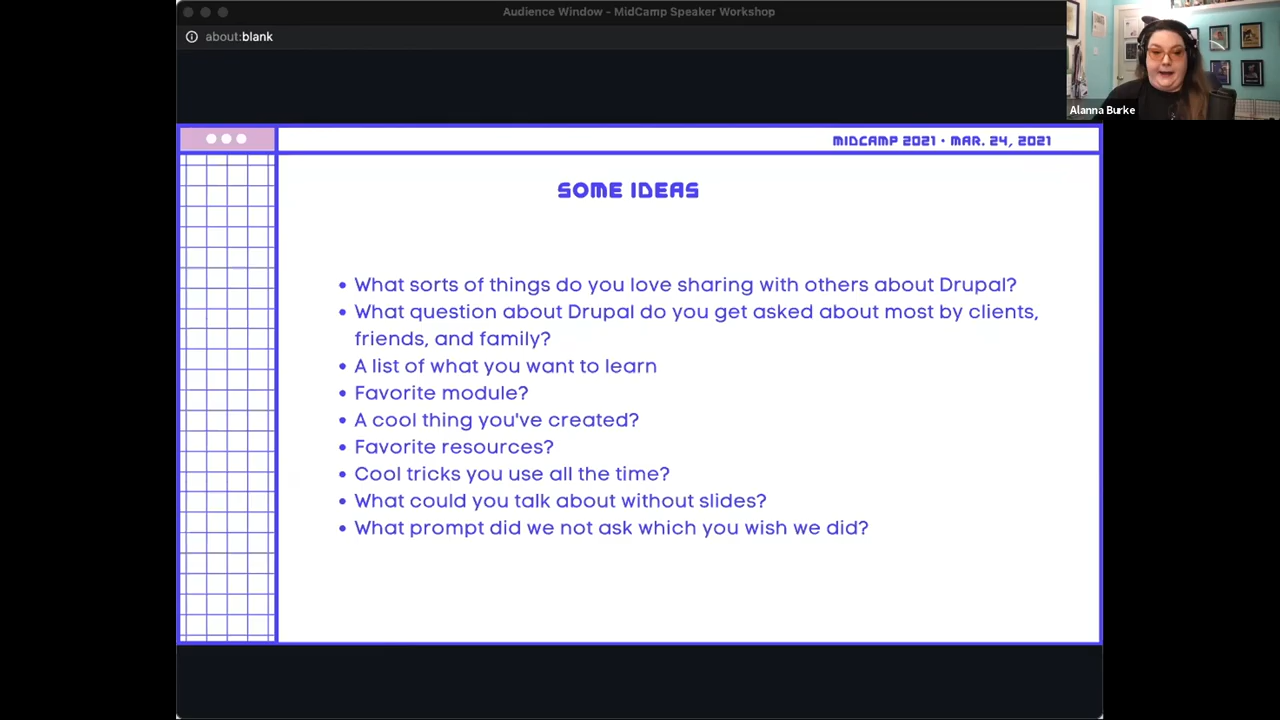 Audience Window - MidCamp Speaker Workshop
about:blank
Alanna Burke
MIDCAMP 2021 • MAR. 24, 2021
SOME IDEAS
• What sorts of things do you love sharing with others about Drupal?
• What question about Drupal do you get asked about most by clients,
friends, and family?
• A list of what you want to learn
• Favorite module?
• A cool thing you've created?
• Favorite resources?
• Cool tricks you use all the time?
• What could you talk about without slides?
• What prompt did we not ask which you wish we did?